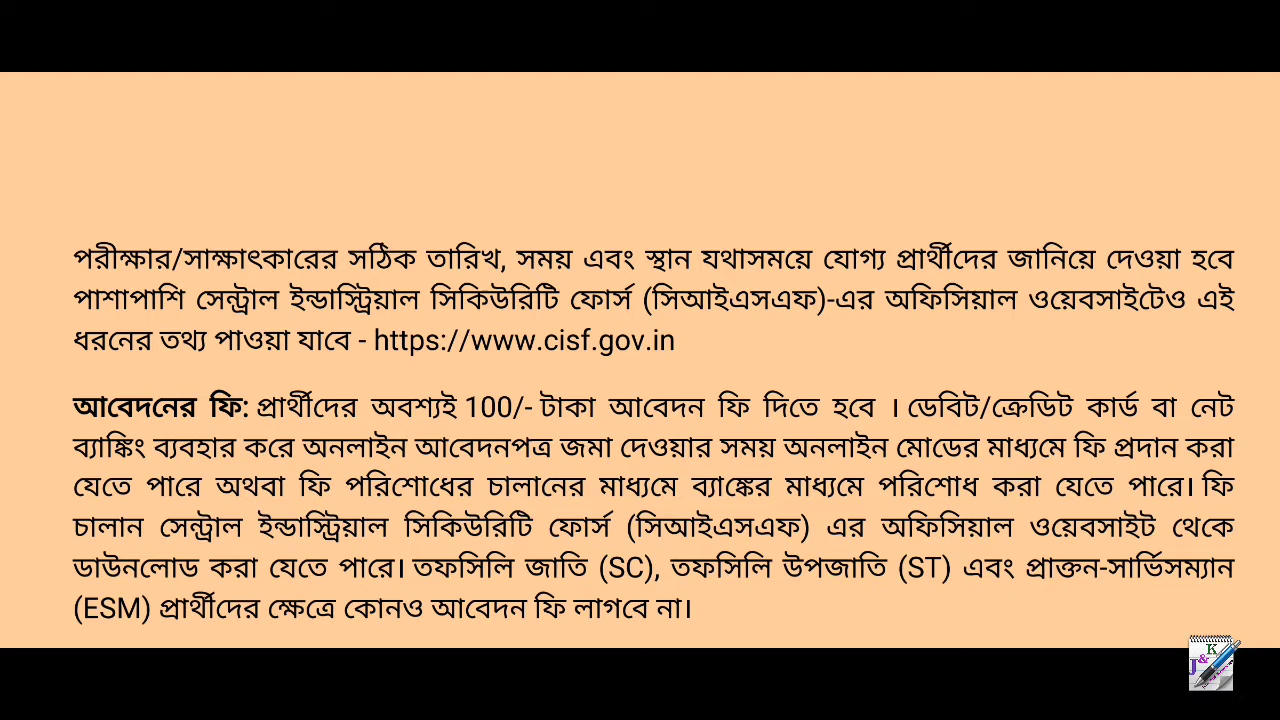 পরীক্ষার/সাক্ষাৎকারের সঠিক তারিখ, সময় এবং স্থান যথাসময়ে যোগ্য প্রার্থীদের জানিয়ে দেওয়া হবে
পাশাপাশি সেন্ট্রাল ইন্ডাস্ট্রিয়াল সিকিউরিটি ফোর্স (সিআইএসএফ)-এর অফিসিয়াল ওয়েবসাইটেও এই
ধরনের তথ্য পাওয়া যাবে - https://www.cisf.gov.in
আবেদনের ফি: প্রার্থীদের অবশ্যই 100/- টাকা আবেদন ফি দিতে হবে । ডেবিট/ক্রেডিট কার্ড বা নেট
ব্যাঙ্কিং ব্যবহার করে অনলাইন আবেদনপত্র জমা দেওয়ার সময় অনলাইন মোডের মাধ্যমে ফি প্রদান করা
যেতে পারে অথবা ফি পরিশোধের চালানের মাধ্যমে ব্যাঙ্কের মাধ্যমে পরিশোধ করা যেতে পারে। ফি
চালান সেন্ট্রাল ইন্ডাস্ট্রিয়াল সিকিউরিটি ফোর্স (সিআইএসএফ) এর অফিসিয়াল ওয়েবসাইট থেকে
ডাউনলোড করা যেতে পারে। তফসিলি জাতি (SC), তফসিলি উপজাতি (ST) এবং প্রাক্তন-সার্ভিসম্যান
(ESM) প্রার্থীদের ক্ষেত্রে কোনও আবেদন ফি লাগবে না।
J&K